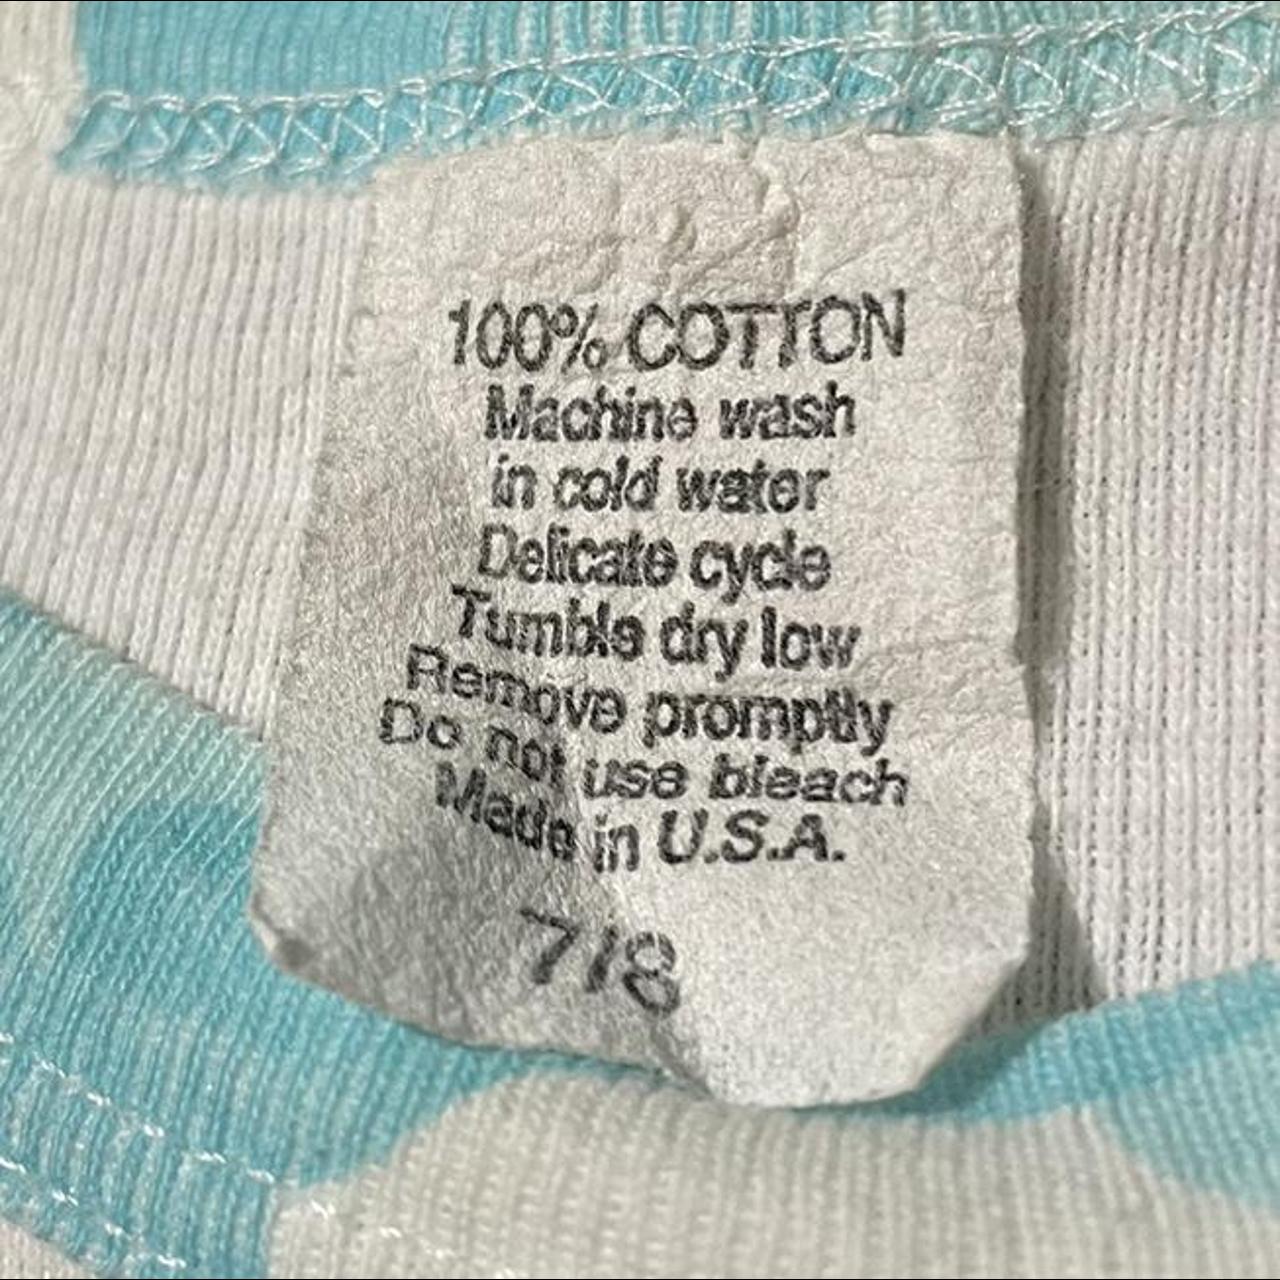 100% COTTON
Machine wash
in cold water
Delicate cycle
Tumble dry low
Remove promptly
Do not use bleach
Made in U.S.A.
7/8